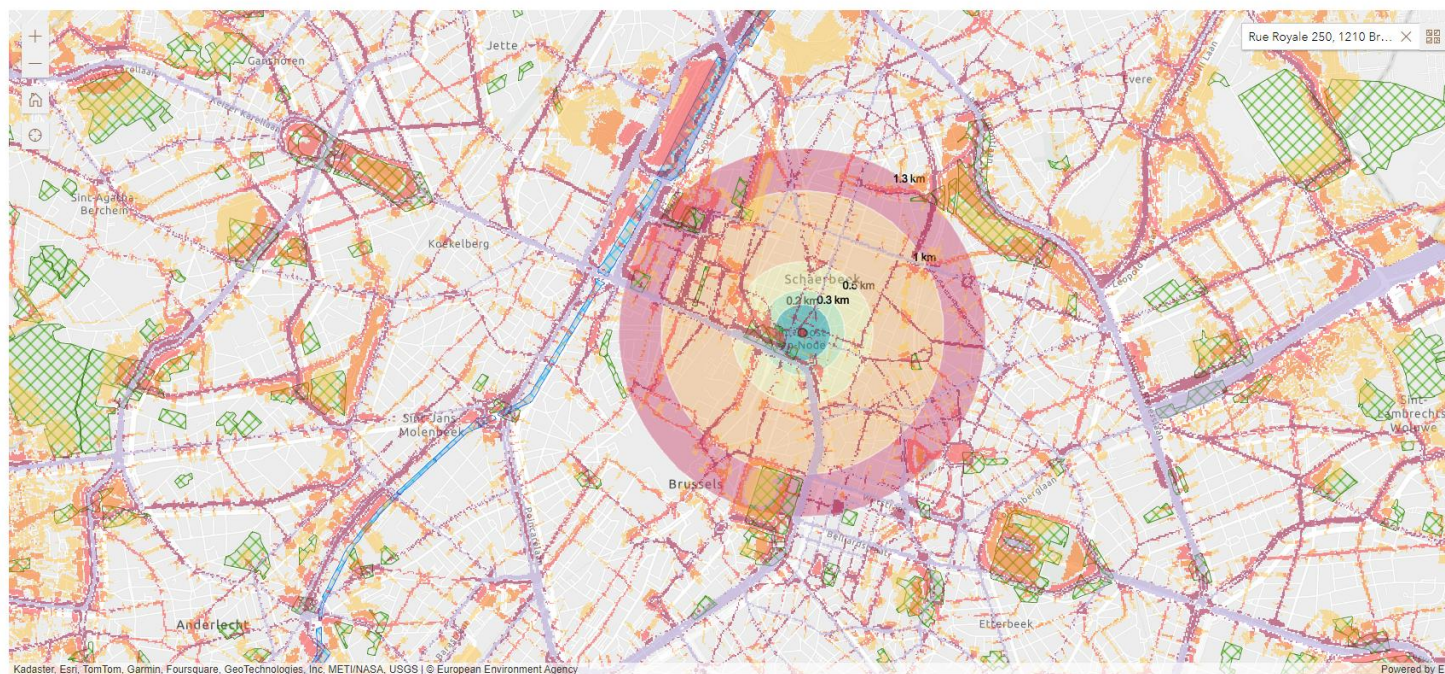 Rue Royale 250, 1210 Br...
Jette
Ganshoren
Evere
Keizer Karellaan
1.3 km
Sint-Agatha
Berchem
Koekelberg
1 km
Schaerbeek
0.5 km
0.2 km
0.3 km
Leopold
Sint-Jans
Molenbeek
Sint-
Lambrechts
Woluwe
Brussels
Anderlecht
Etterbeek
Kadaster, Esri, TomTom, Garmin, Foursquare, GeoTechnologies, Inc, METI/NASA, USGS | © European Environment Agency
Powered by E